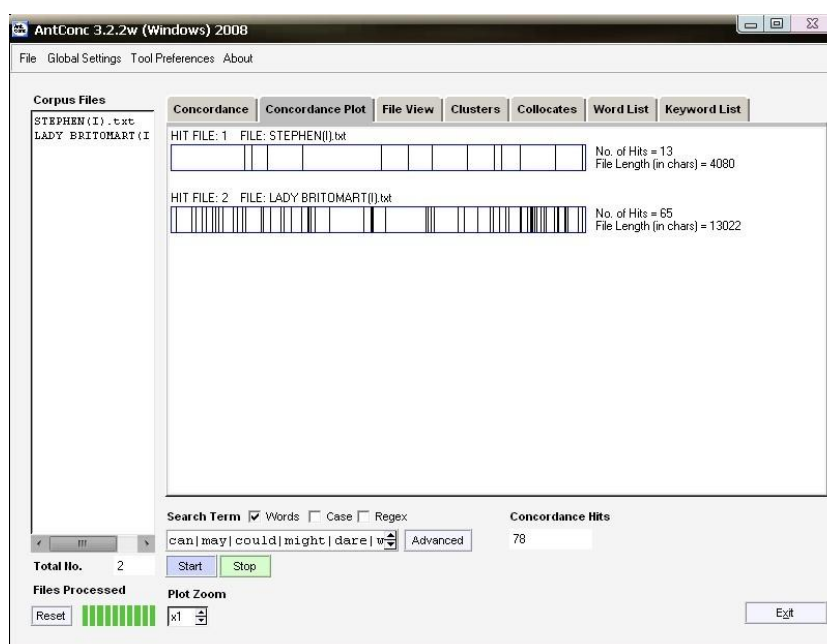 AntConc 3.2.2w (Windows) 2008
File Global Settings Tool Preferences About
Corpus Files
STEPHEN(I).txt
LADY BRITOMART(I
Concordance Concordance Plot File View Clusters Collocates Word List Keyword List
HIT FILE: 1 FILE: STEPHEN(I).txt
No. of Hits = 13
File Length (in chars) = 4080
HIT FILE: 2 FILE: LADY BRITOMART(I).txt
No. of Hits = 65
File Length (in chars) = 13022
Search Term Words Case Regex
Concordance Hits
can|may|could|might|dare|w
Advanced
78
Total No. 2
Start Stop
Files Processed
Plot Zoom
Reset
x1
Exit